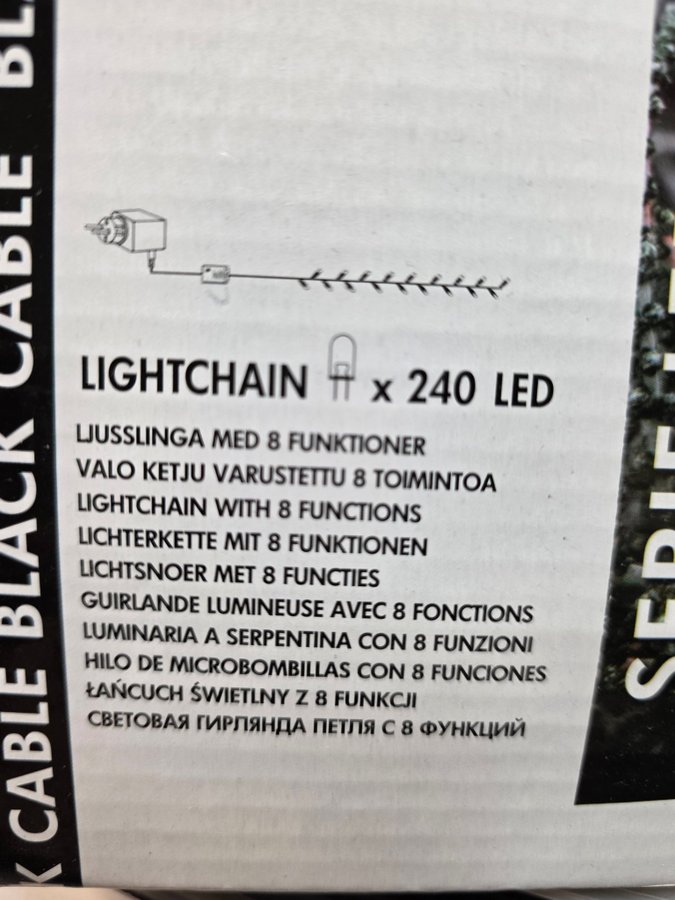 LIGHTCHAIN x 240 LED
LJUSSLINGA MED 8 FUNKTIONER
VALO KETJU VARUSTETTU 8 TOIMINTOA
LIGHTCHAIN WITH 8 FUNCTIONS
LICHTERKETTE MIT 8 FUNKTIONEN
LICHTSNOER MET 8 FUNCTIES
GUIRLANDE LUMINEUSE AVEC 8 FONCTIONS
LUMINARIA A SERPENTINA CON 8 FUNZIONI
HILO DE MICROBOMBILLAS CON 8 FUNCIONES
ŁAŃCUCH ŚWIETLNY Z 8 FUNKCJI
СВЕТОВАЯ ГИРЛЯНДА ПЕТЛЯ С 8 ФУНКЦИЙ
CABLE BLACK CABLE